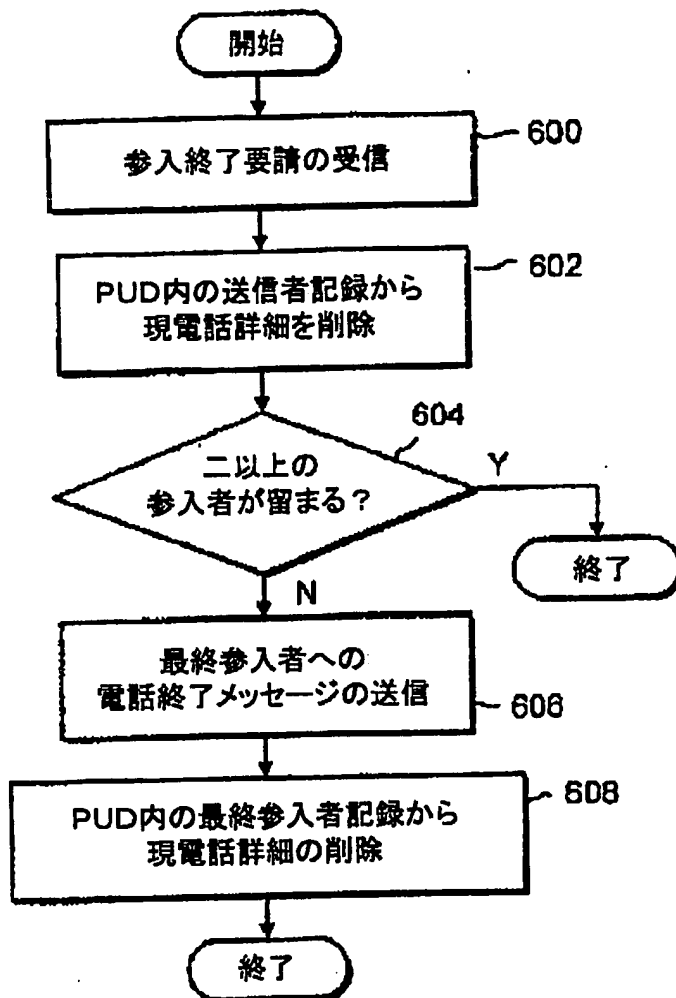 開始
参入終了要請の受信
600
PUD内の送信者記録から
現電話詳細を削除
602
二以上の
参入者が留まる?
604
Y
終了
N
最終参入者への
電話終了メッセージの送信
606
PUD内の最終参入者記録から
現電話詳細の削除
608
終了